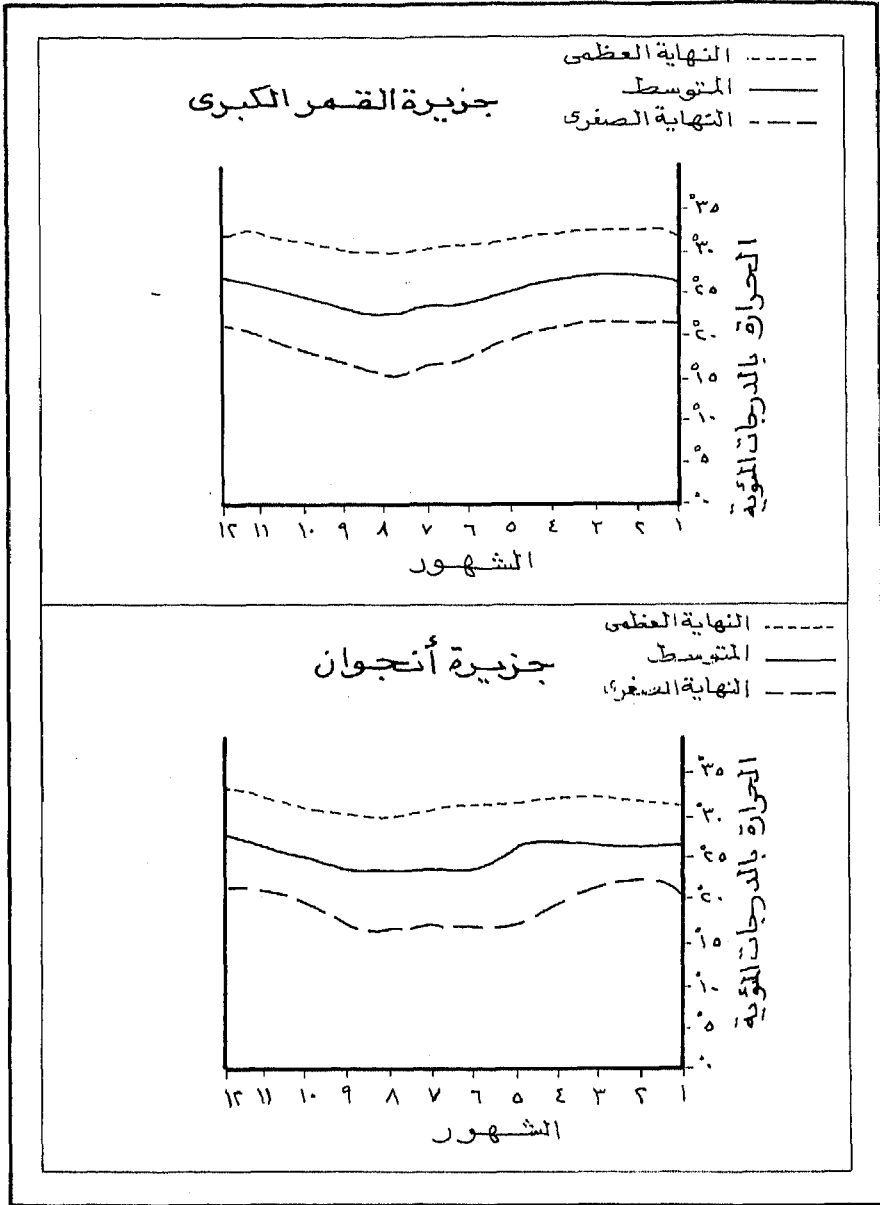 النهاية العظمى
المتوسط
النهاية الصغرى
جزيرة القمر الكبرى
°٣٥
°٣٠
°٢٥
°٢٠
°١٥
°١٠
°٥
°٠
الحرارة بالدرجات المئوية
١ ٢ ٣ ٤ ٥ ٦ ٧ ٨ ٩ ١٠ ١١ ١٢
الشهور
النهاية العظمى
المتوسط
النهاية الصغرى
جزيرة أنجوان
°٣٥
°٣٠
°٢٥
°٢٠
°١٥
°١٠
°٥
°٠
الحرارة بالدرجات المئوية
١ ٢ ٣ ٤ ٥ ٦ ٧ ٨ ٩ ١٠ ١١ ١٢
الشهور